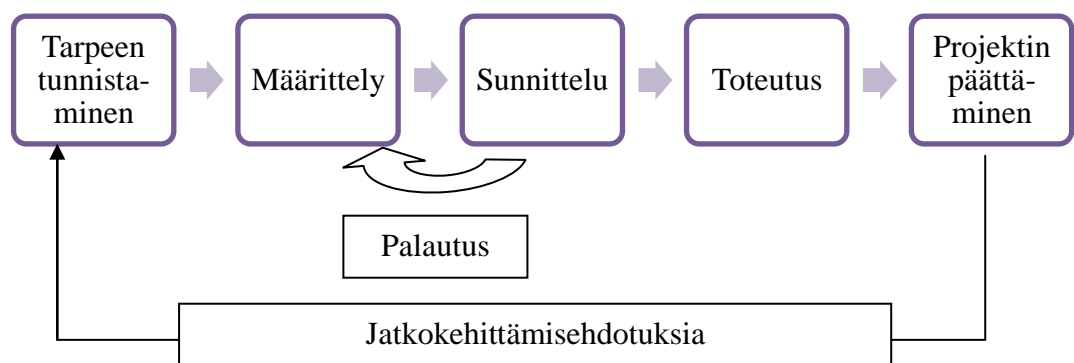 Tarpeen
tunnista-
minen
Määrittely
Sunnittelu
Toteutus
Projektin
päättä-
minen
Palautus
Jatkokehittämisehdotuksia